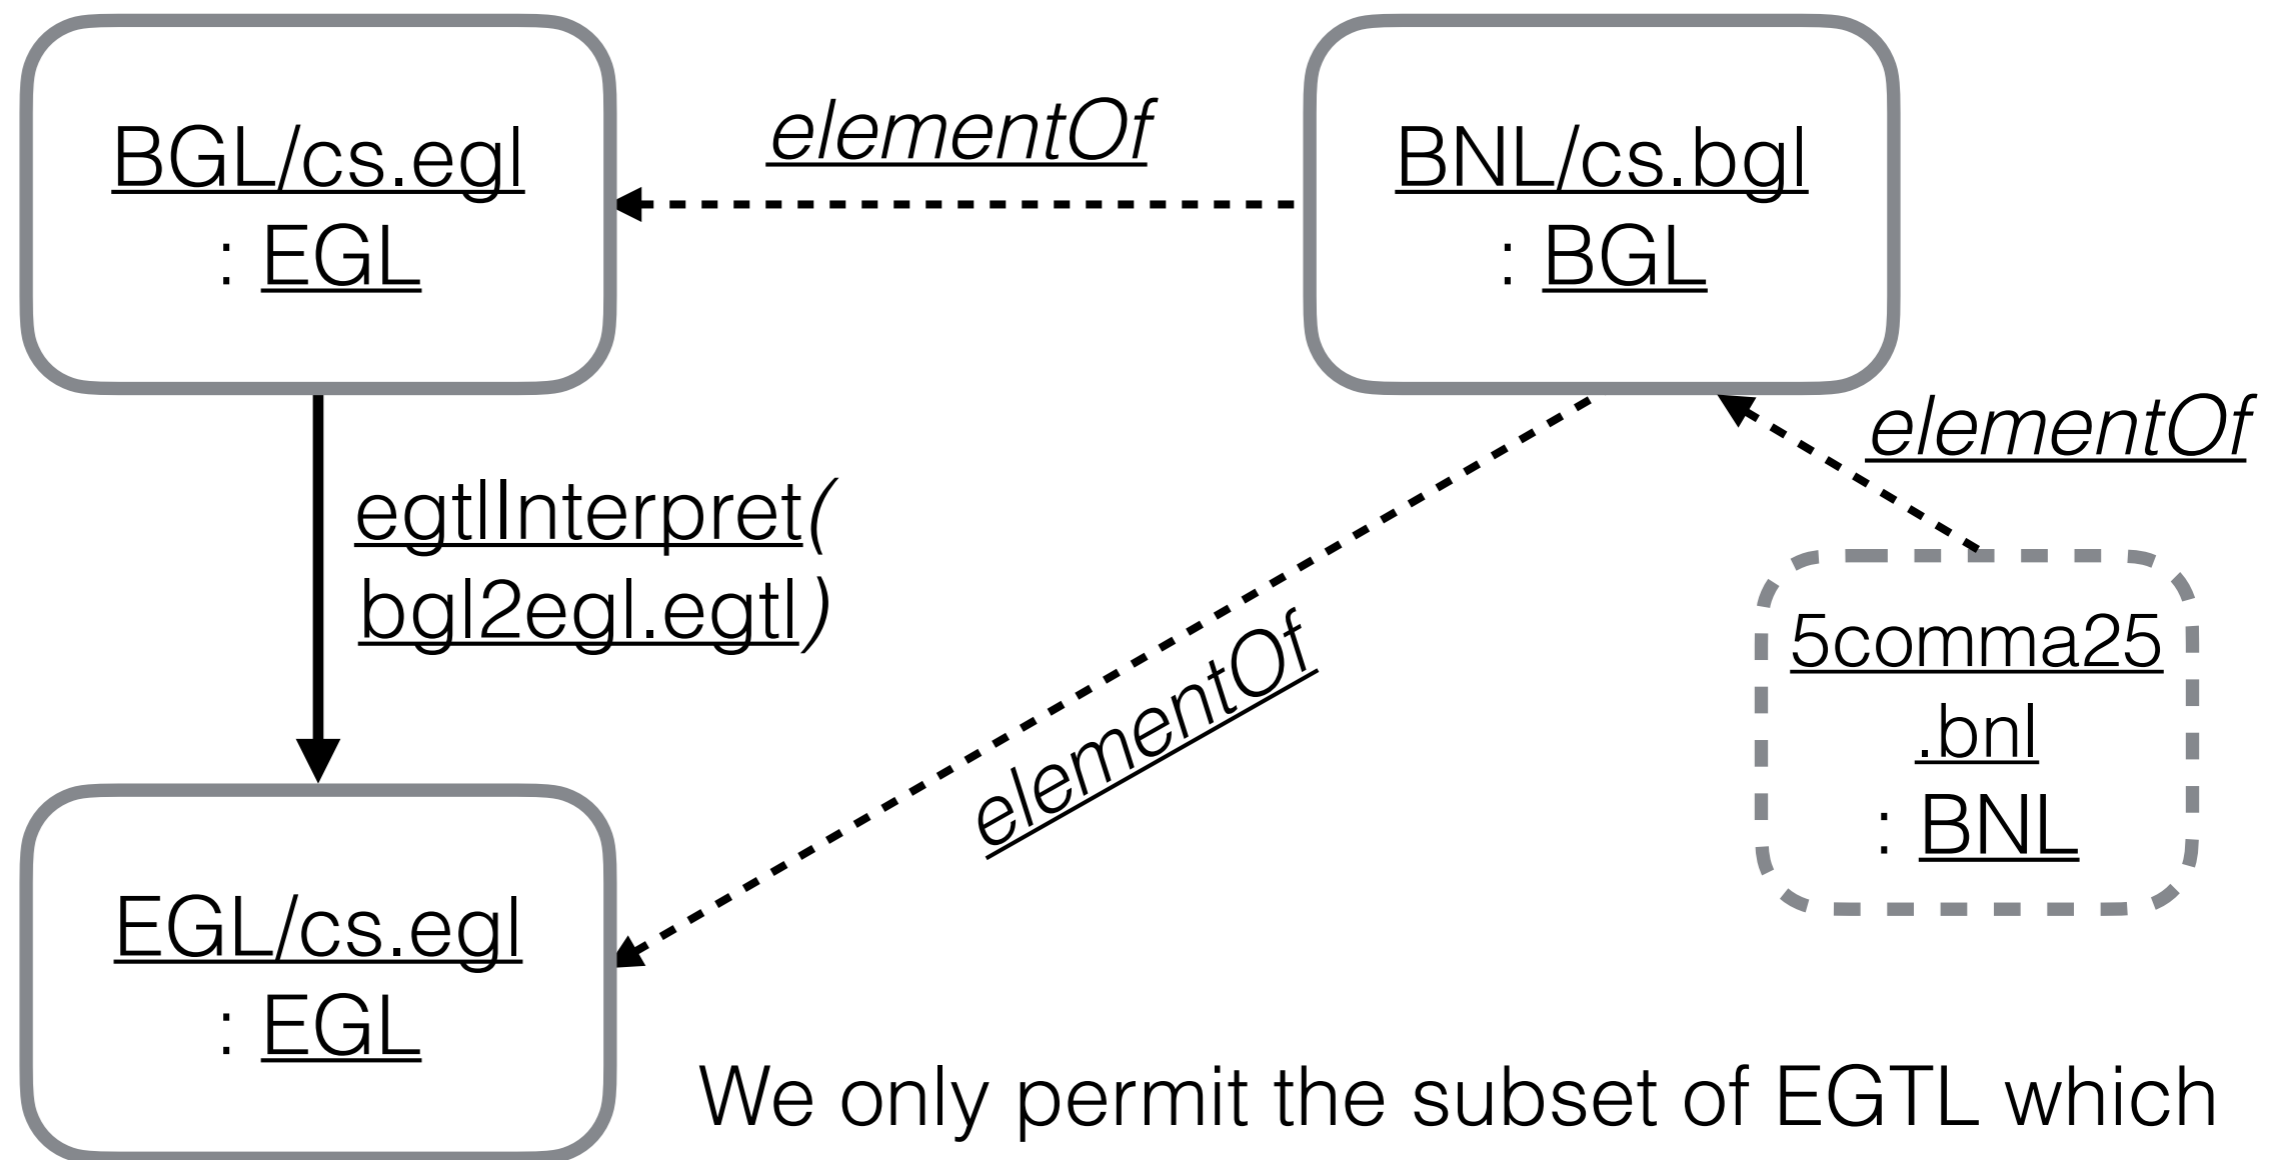 BGL/cs.egl
: EGL
elementOf
BNL/cs.bgl
: BGL
elementOf
egtlInterpret(
bgl2egl.egtl)
elementOf
5comma25
.bnl
: BNL
EGL/cs.egl
: EGL
We only permit the subset of EGTL which